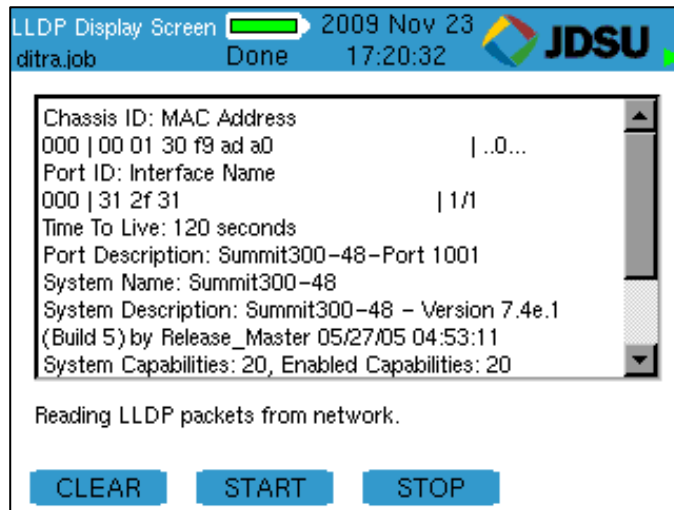 LLDP Display Screen 2009 Nov 23
ditra.job Done 17:20:32 JDSU
Chassis ID: MAC Address
000 | 00 01 30 f9 ad a0 | ..0...
Port ID: Interface Name
000 | 31 2f 31 | 1/1
Time To Live: 120 seconds
Port Description: Summit300-48-Port 1001
System Name: Summit300-48
System Description: Summit300-48 - Version 7.4e.1
(Build 5) by Release_Master 05/27/05 04:53:11
System Capabilities: 20, Enabled Capabilities: 20
Reading LLDP packets from network.
CLEAR START STOP